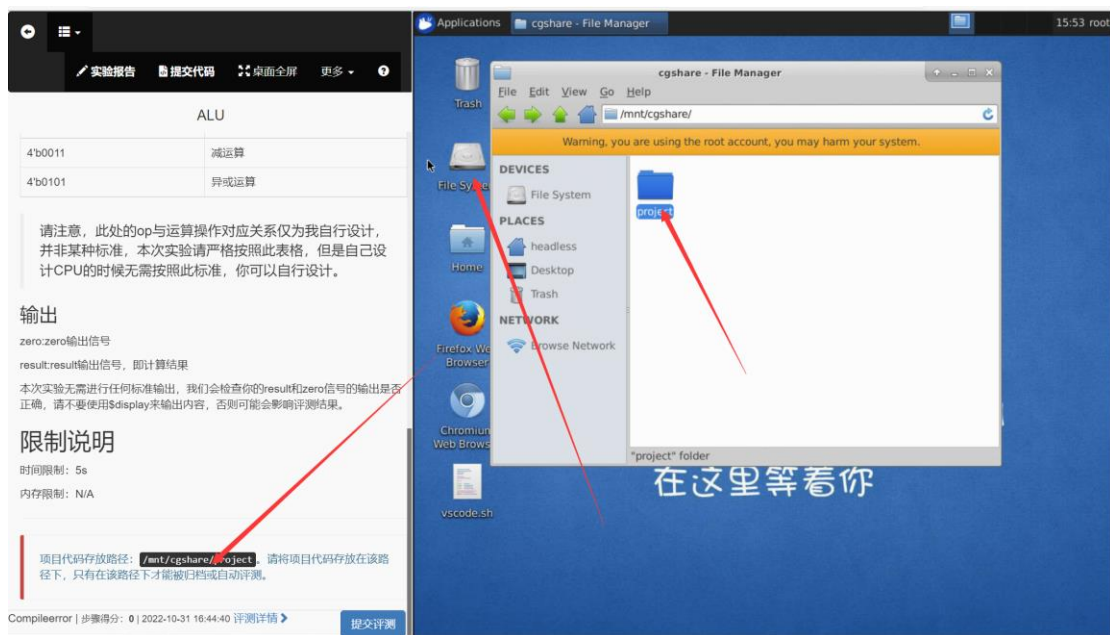 实验报告
提交代码
桌面全屏
更多
ALU
4'b0011
减运算
4'b0101
异或运算
请注意，此处的op与运算操作对应关系仅为我自行设计，
并非某种标准，本次实验请严格按照此表格，但是自己设
计CPU的时候无需按照此标准，你可以自行设计。
输出
zero:zero输出信号
result:result输出信号，即计算结果
本次实验无需进行任何标准输出，我们会检查你的result和zero信号的输出是否
正确，请不要使用$display来输出内容，否则可能会影响评测结果。
限制说明
时间限制：5s
内存限制：N/A
项目代码存放路径：/mnt/cgshare/project。请将项目代码存放在该路
径下，只有在该路径下才能被归档或自动评测。
Compileerror | 步骤得分：0 | 2022-10-31 16:44:40 评测详情
提交评测
Applications
cgshare - File Manager
15:53 root
Trash
File
Home
Firefox We
Browser
Chromium
Web Brows
vscode.sh
cgshare - File Manager
File Edit View Go Help
/mnt/cgshare/
Warning, you are using the root account, you may harm your system.
DEVICES
File System
PLACES
headless
Desktop
Trash
NETWORK
Browse Network
project
"project" folder
在这里等着你